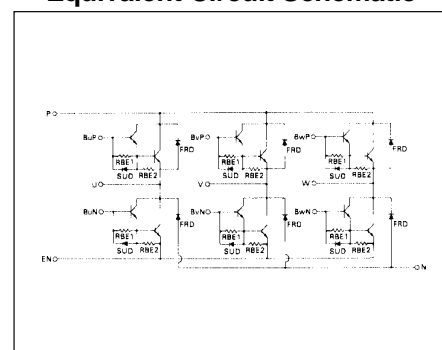 Equivalent Circuit Schematic
P
BuP BvP BwP
FRD FRD FRD
RBE1 RBE1 RBE1
SUD RBE2 SUD RBE2 SUD RBE2
U V W
BuN BvN BwN
FRD FRD FRD
RBE1 RBE1 RBE1
SUD RBE2 SUD RBE2 SUD RBE2
EN N